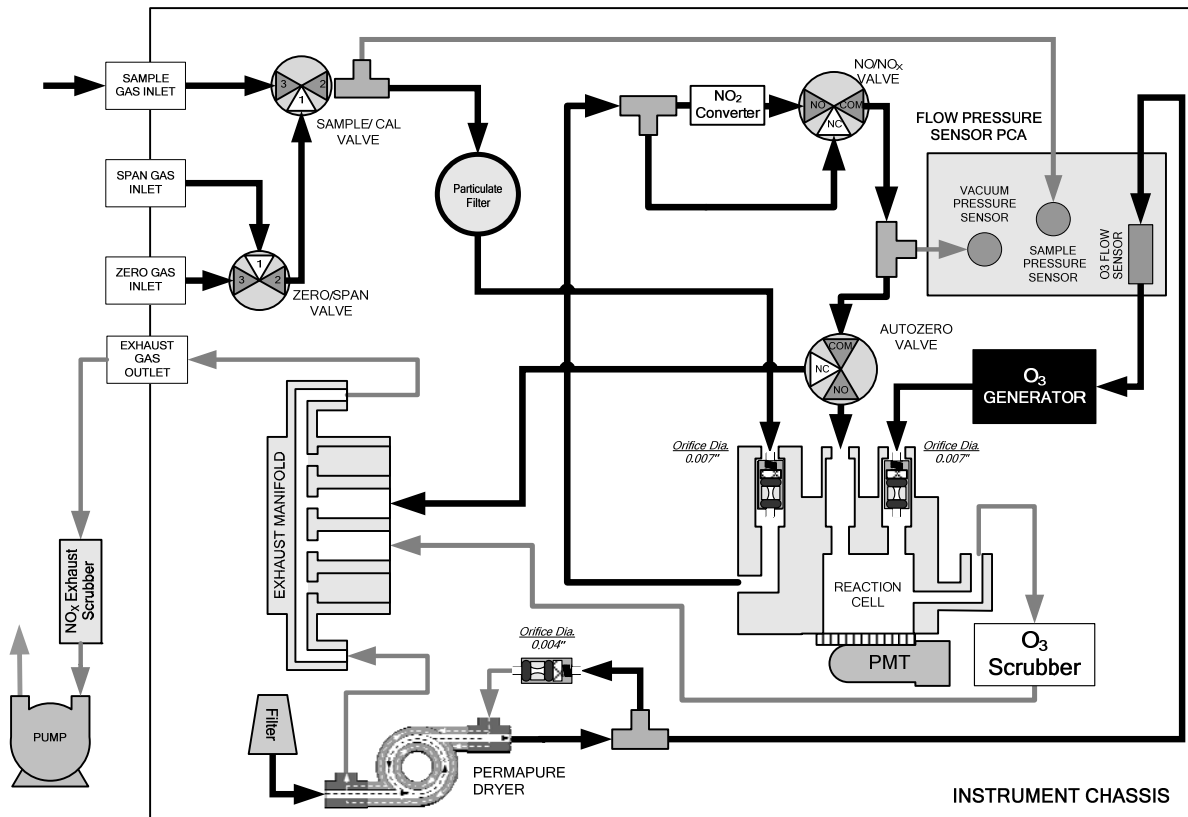 SAMPLE
GAS INLET
3
2
1
SAMPLE/ CAL
VALVE
SPAN GAS
INLET
ZERO GAS
INLET
1
3
2
ZERO/SPAN
VALVE
EXHAUST
GAS
OUTLET
Particulate
Filter
NO2
Converter
NO/NOX
VALVE
NO
COM
NC
FLOW PRESSURE
SENSOR PCA
VACUUM
PRESSURE
SENSOR
SAMPLE
PRESSURE
SENSOR
O3 FLOW
SENSOR
AUTOZERO
VALVE
COM
NC
NO
O3
GENERATOR
Orifice Dia.
0.007"
Orifice Dia.
0.007"
EXHAUST MANIFOLD
NOX Exhaust
Scrubber
REACTION
CELL
PMT
O3
Scrubber
Orifice Dia.
0.004"
Filter
PUMP
PERMAPURE
DRYER
INSTRUMENT CHASSIS